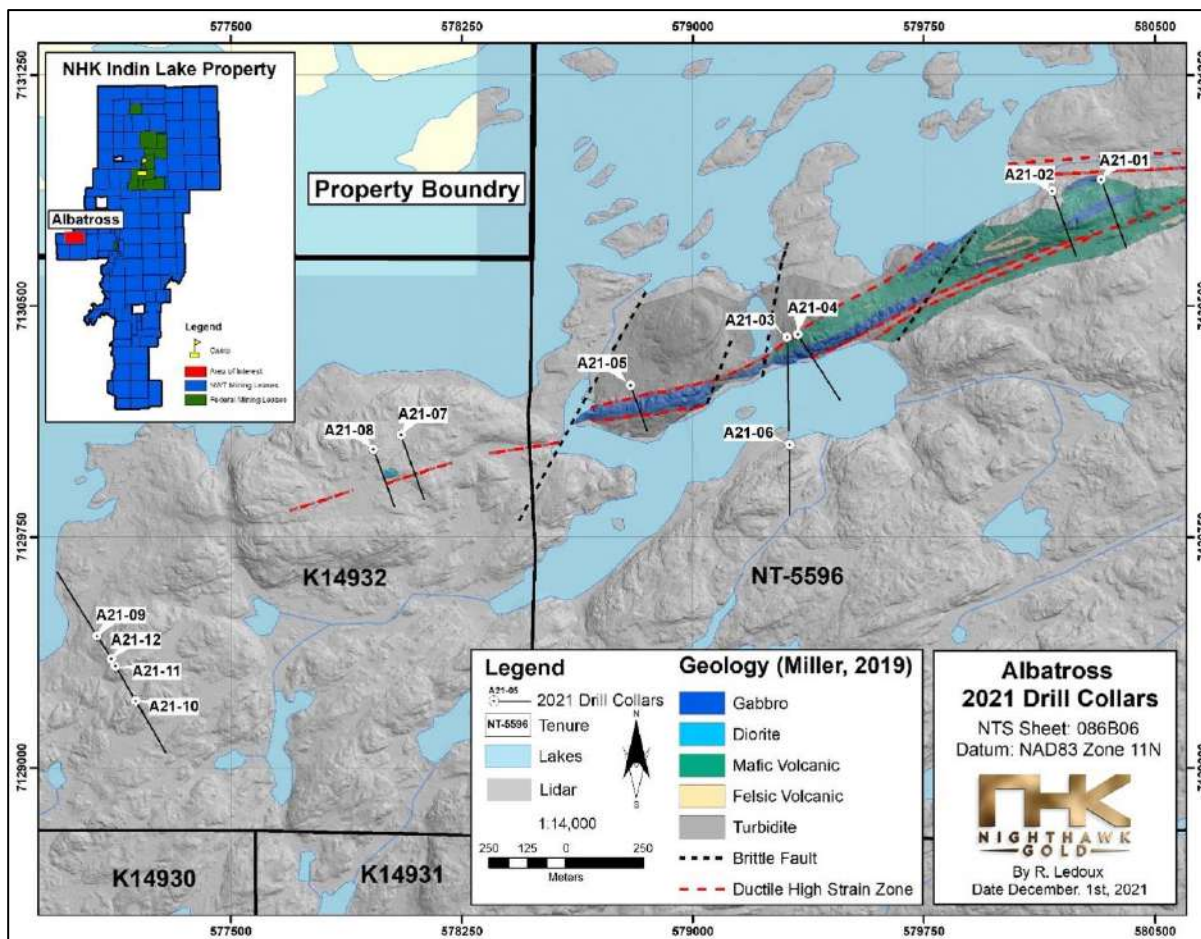 577500
578250
579000
579750
580500
7131250
7130500
7129750
7129000
NHK Indin Lake Property
Albatross
Legend
Camp
Area of Interest
NWT Mining Leases
Federal Mining Leases
Property Boundry
A21-01
A21-02
A21-03
A21-04
A21-05
A21-06
A21-07
A21-08
K14932
NT-5596
A21-09
A21-12
A21-11
A21-10
K14930
K14931
Legend
A21-05
2021 Drill Collars
NT-5596
Tenure
Lakes
Lidar
N
S
1:14,000
250 125 0 250
Meters
Geology (Miller, 2019)
Gabbro
Diorite
Mafic Volcanic
Felsic Volcanic
Turbidite
Brittle Fault
Ductile High Strain Zone
Albatross
2021 Drill Collars
NTS Sheet: 086B06
Datum: NAD83 Zone 11N
NHK
NIGHTHAWK
GOLD
By R. Ledoux
Date December. 1st, 2021
577500
578250
579000
579750
580500